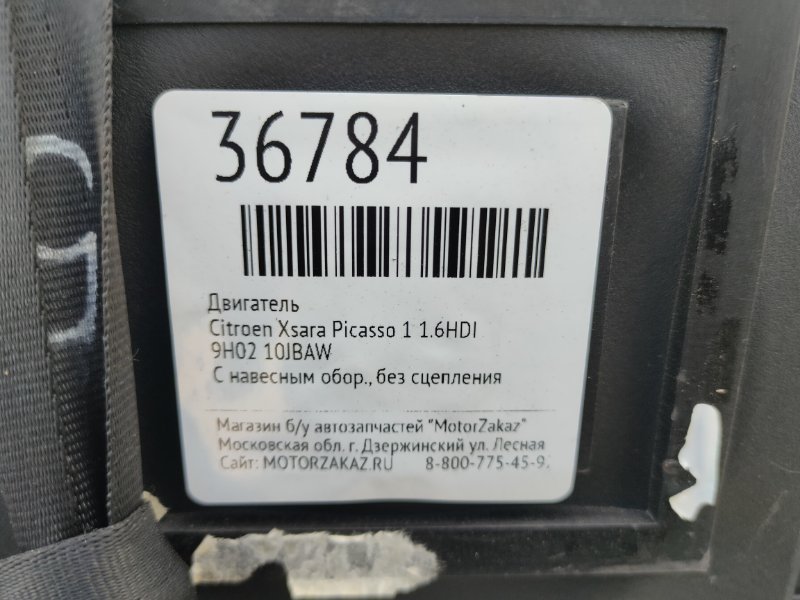 36784
Двигатель
Citroen Xsara Picasso 1 1.6HDI
9H02 10JBAW
С навесным обор., без сцепления
Магазин б/у автозапчастей "MotorZakaz"
Московская обл. г. Дзержинский ул. Лесная
Сайт: MOTORZAKAZ.RU 8-800-775-45-9